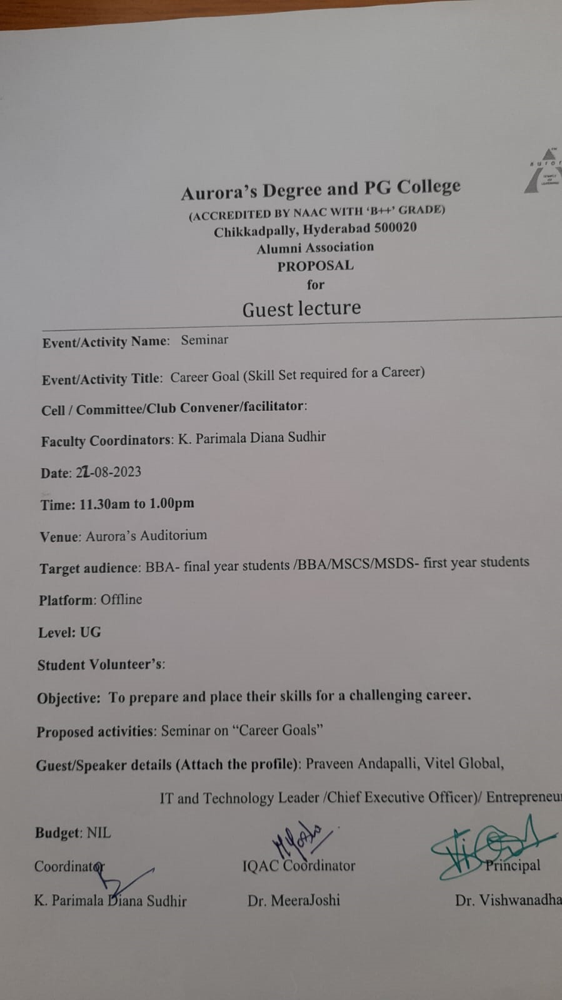 auror
TEMPLE
OF
LEARNING
Aurora's Degree and PG College
(ACCREDITED BY NAAC WITH 'B++' GRADE)
Chikkadpally, Hyderabad 500020
Alumni Association
PROPOSAL
for
Guest lecture
Event/Activity Name: Seminar
Event/Activity Title: Career Goal (Skill Set required for a Career)
Cell / Committee/Club Convener/facilitator:
Faculty Coordinators: K. Parimala Diana Sudhir
Date: -08-2023
Time: 11.30am to 1.00pm
Venue: Aurora's Auditorium
Target audience: BBA- final year students /BBA/MSCS/MSDS- first year students
Platform: Offline
Level: UG
Student Volunteer's:
Objective: To prepare and place their skills for a challenging career.
Proposed activities: Seminar on "Career Goals"
Guest/Speaker details (Attach the profile): Praveen Andapalli, Vitel Global,
IT and Technology Leader /Chief Executive Officer)/ Entrepreneu
Budget: NIL
Coordinator IQAC Coordinator Principal
K. Parimala Diana Sudhir Dr. MeeraJoshi Dr. Vishwanadha